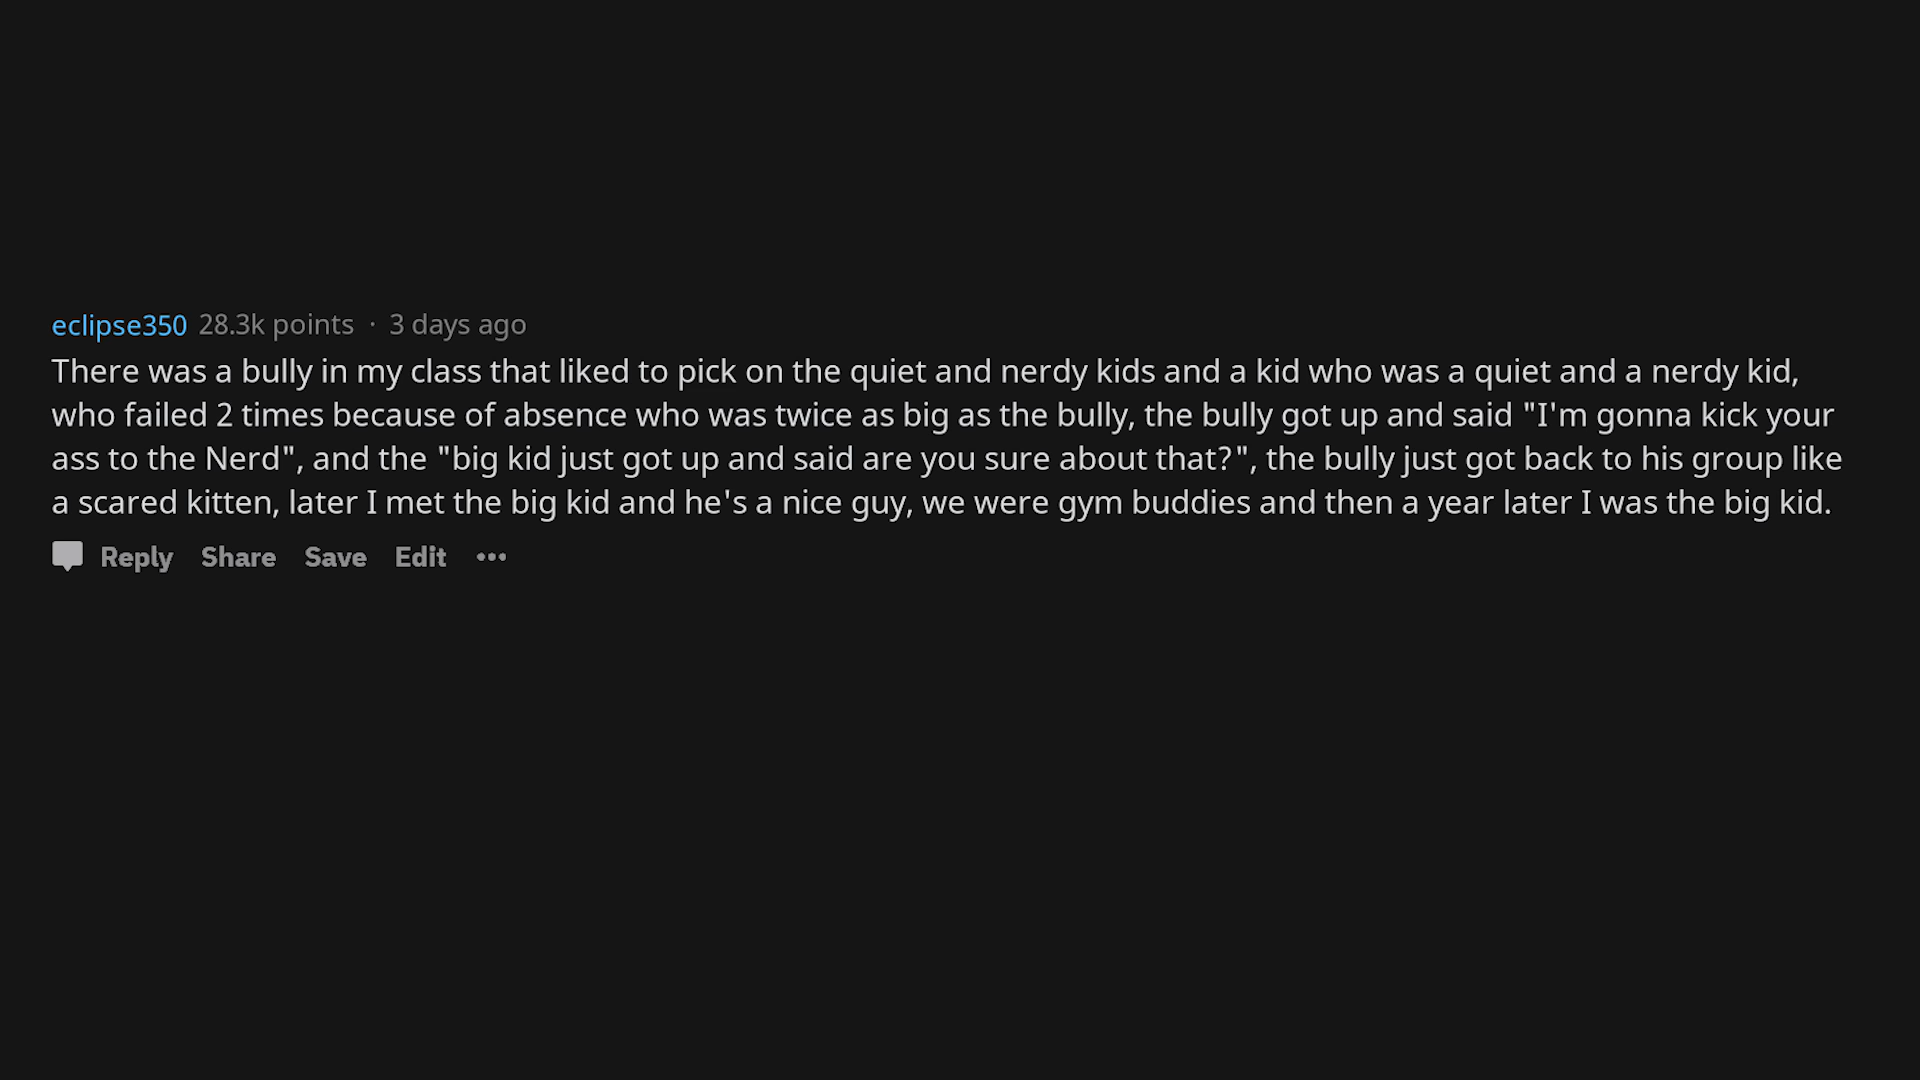 eclipse350 28.3k points · 3 days ago
There was a bully in my class that liked to pick on the quiet and nerdy kids and a kid who was a quiet and a nerdy kid,
who failed 2 times because of absence who was twice as big as the bully, the bully got up and said "I'm gonna kick your
ass to the Nerd", and the "big kid just got up and said are you sure about that?", the bully just got back to his group like
a scared kitten, later I met the big kid and he's a nice guy, we were gym buddies and then a year later I was the big kid.
Reply Share Save Edit •••